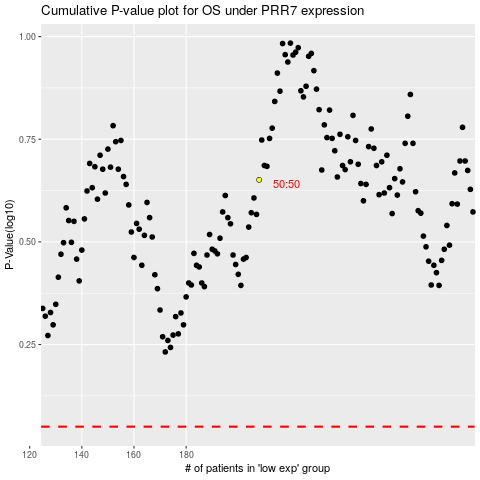 Cumulative P-value plot for OS under PRR7 expression
P-Value(log10)
1.00
0.75
0.50
0.25
50:50
120 140 160 180
# of patients in 'low exp' group